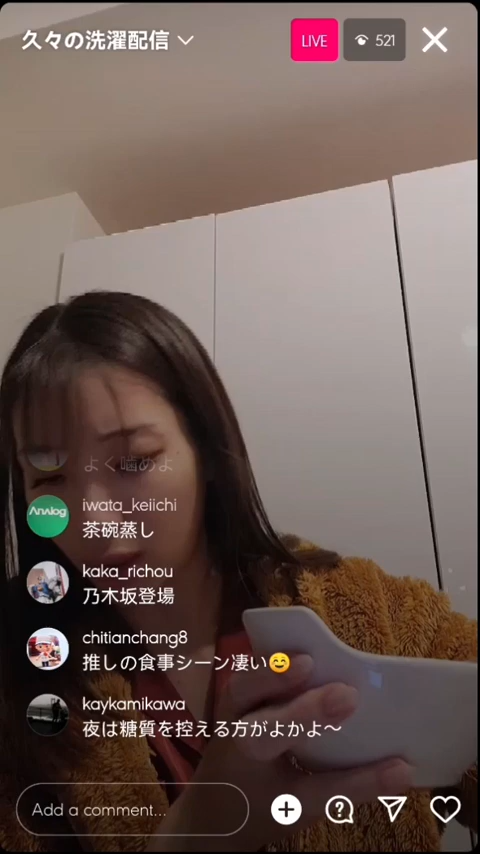 久々の洗濯配信
LIVE
521
よく噛めよ
Analog
iwata_keiichi
茶碗蒸し
kaka_richou
乃木坂登場
chitianchang8
推しの食事シーン凄い😊
kaykamikawa
夜は糖質を控える方がよかよ〜
Add a comment...